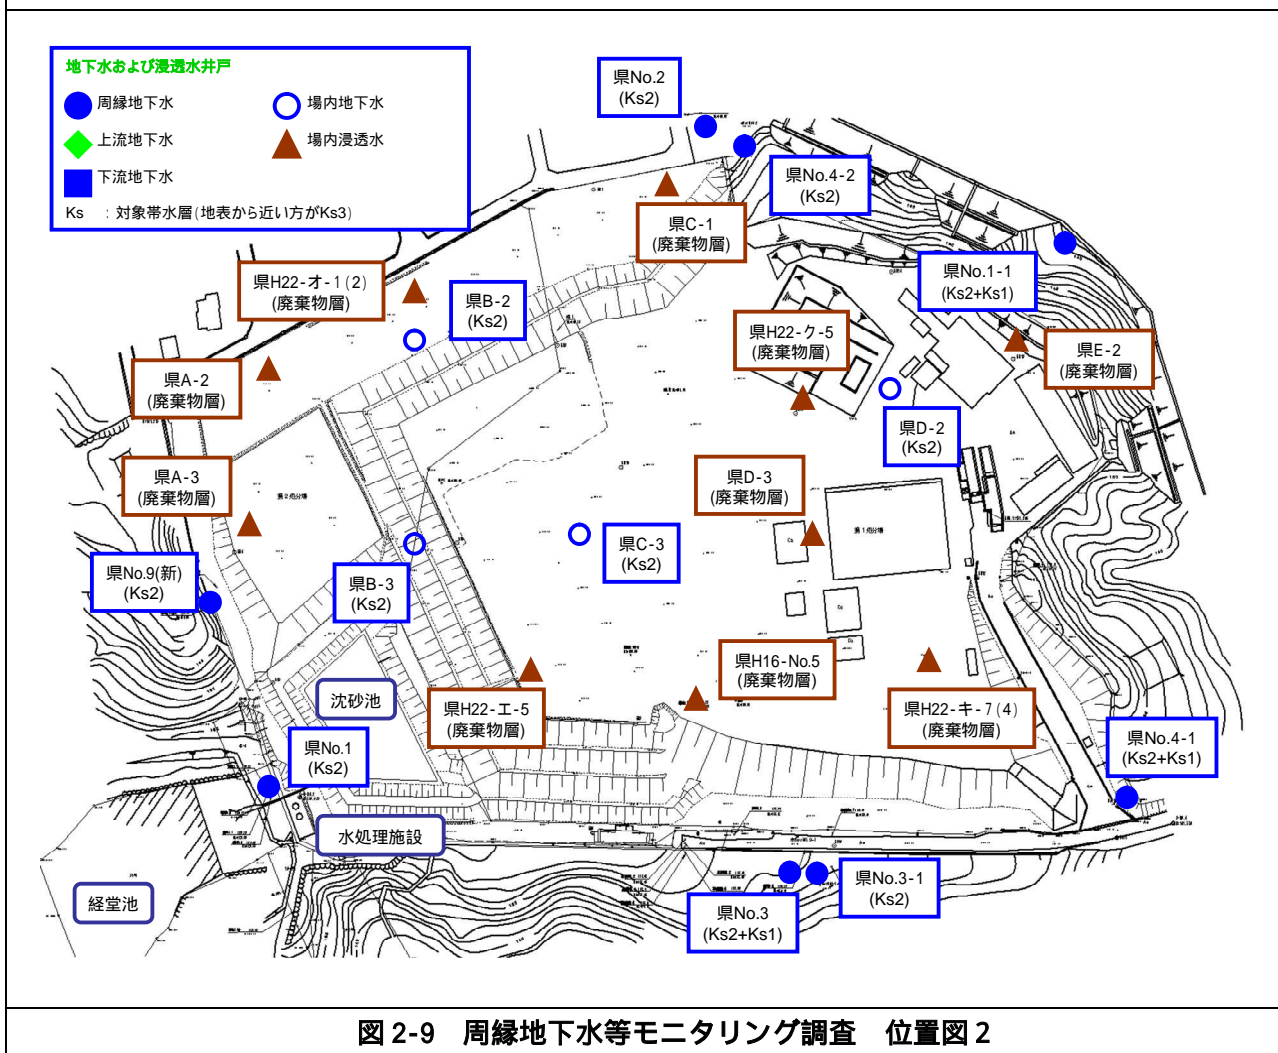 地下水および浸透水井戸
周縁地下水
場内地下水
上流地下水
場内浸透水
下流地下水
Ks ：対象帯水層(地表から近い方がKs3)
県No.2
(Ks2)
県No.4-2
(Ks2)
県C-1
(廃棄物層)
県No.1-1
(Ks2+Ks1)
県H22-オ-1(2)
(廃棄物層)
県B-2
(Ks2)
県H22-ク-5
(廃棄物層)
県E-2
(廃棄物層)
県A-2
(廃棄物層)
県D-2
(Ks2)
県A-3
(廃棄物層)
県D-3
(廃棄物層)
第2処分場
第1処分場
県C-3
(Ks2)
県No.9(新)
(Ks2)
県B-3
(Ks2)
県H16-No.5
(廃棄物層)
沈砂池
県H22-エ-5
(廃棄物層)
県H22-キ-7(4)
(廃棄物層)
県No.1
(Ks2)
県No.4-1
(Ks2+Ks1)
水処理施設
経堂池
県No.3-1
(Ks2)
県No.3
(Ks2+Ks1)
図2-9 周縁地下水等モニタリング調査 位置図2